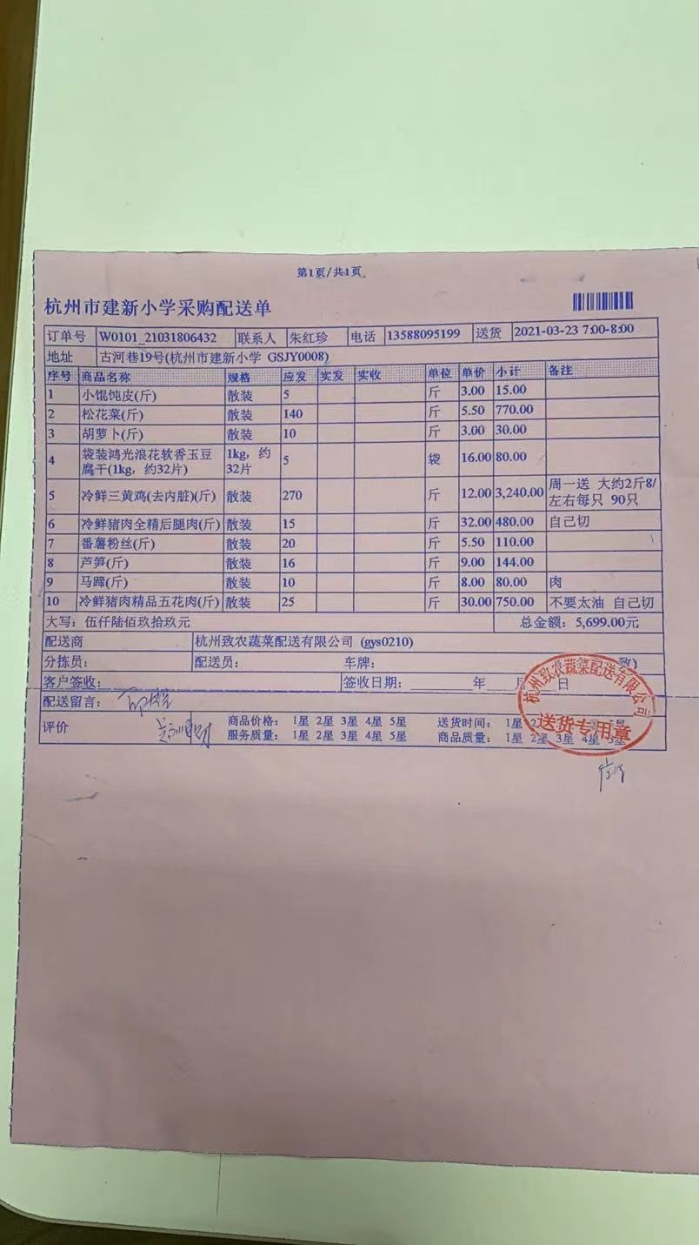 第1页/共1页
杭州市建新小学采购配送单
订单号 W0101_21031806432 联系人 朱红珍 电话 13588095199 送货 2021-03-23 7:00-8:00
地址 古河巷19号(杭州市建新小学 GSJY0008)
序号 商品名称 规格 应发 实发 实收 单位 单价 小计 备注
1 小馄饨皮(斤) 散装 5 斤 3.00 15.00
2 松花菜(斤) 散装 140 斤 5.50 770.00
3 胡萝卜(斤) 散装 10 斤 3.00 30.00
4 袋装鸿光浪花软香玉豆腐干(1kg，约32片) 1kg，约32片 5 袋 16.00 80.00
5 冷鲜三黄鸡(去内脏)(斤) 散装 270 斤 12.00 3,240.00 周一送 大约2斤8/左右每只 90只
6 冷鲜猪肉全精后腿肉(斤) 散装 15 斤 32.00 480.00 自己切
7 番薯粉丝(斤) 散装 20 斤 5.50 110.00
8 芦笋(斤) 散装 16 斤 9.00 144.00
9 马蹄(斤) 散装 10 斤 8.00 80.00 肉
10 冷鲜猪肉精品五花肉(斤) 散装 25 斤 30.00 750.00 不要太油 自己切
大写：伍仟陆佰玖拾玖元 总金额：5,699.00元
配送商 杭州致农蔬菜配送有限公司 (gys0210)
分拣员： 配送员： 车牌：
客户签收： 签收日期： 年 月 日
配送留言：
评价 商品价格： 1星 2星 3星 4星 5星 送货时间： 1星 2星
服务质量： 1星 2星 3星 4星 5星 商品质量： 1星 2星 3星 4星 5星
杭州致农蔬菜配送有限公司
送货专用章